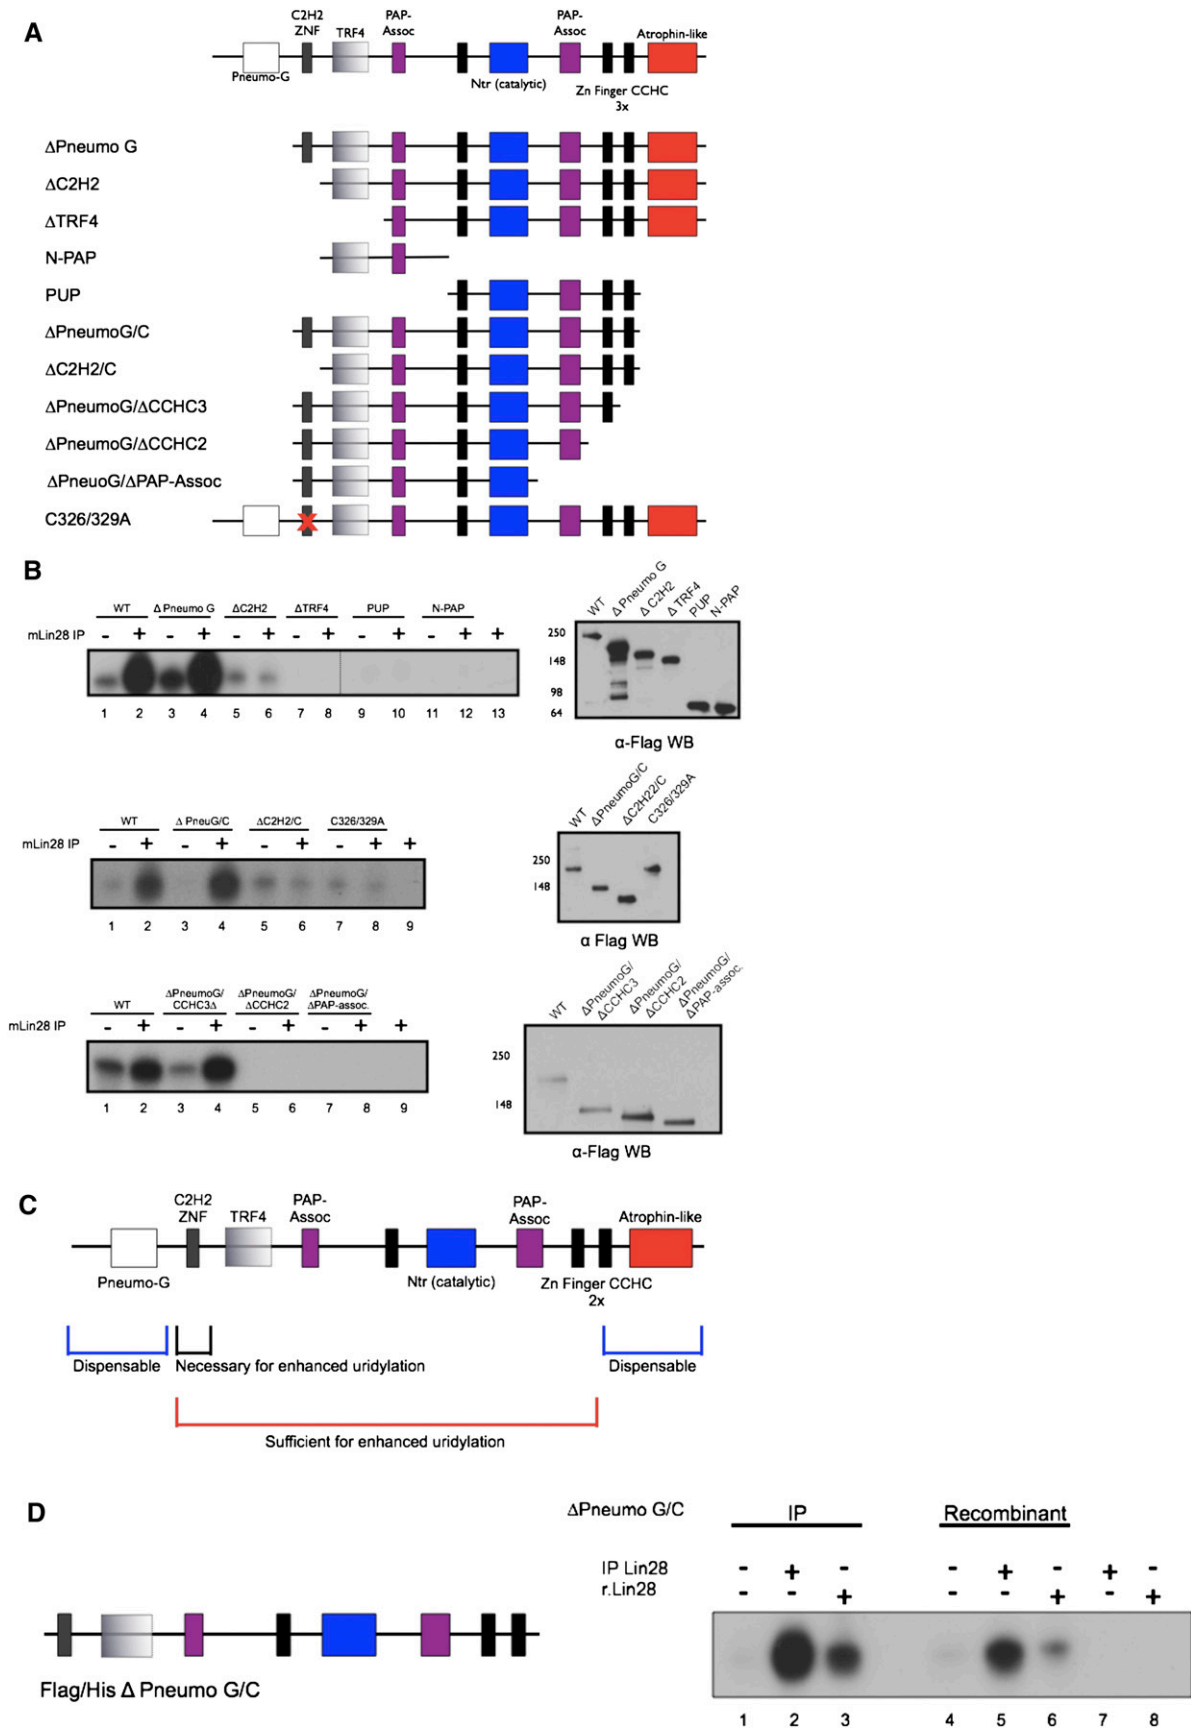 A
C2H2
ZNF
TRF4
PAP-
Assoc
PAP-
Assoc
Atrophin-like
Pneumo-G
Ntr (catalytic)
Zn Finger CCHC
3x
ΔPneumo G
ΔC2H2
ΔTRF4
N-PAP
PUP
ΔPneumoG/C
ΔC2H2/C
ΔPneumoG/ΔCCHC3
ΔPneumoG/ΔCCHC2
ΔPneuoG/ΔPAP-Assoc
C326/329A
B
WT Δ Pneumo G ΔC2H2 ΔTRF4 PUP N-PAP
mLin28 IP - + - + - + - + - + - + +
1 2 3 4 5 6 7 8 9 10 11 12 13
WT Δ Pneumo G Δ C2H2 Δ TRF4 PUP N-PAP
250
148
98
64
α-Flag WB
WT Δ PneuG/C ΔC2H2/C C326/329A
mLin28 IP - + - + - + - + +
1 2 3 4 5 6 7 8 9
WT ΔPneumoG/C ΔC2H22/C C326/329A
250
148
α Flag WB
WT ΔPneumoG/ CCHC3Δ ΔPneumoG/ ΔCCHC2 ΔPneumoG/ ΔPAP-assoc.
mLin28 IP - + - + - + - + +
1 2 3 4 5 6 7 8 9
WT ΔPneumoG/ ΔCCHC3 ΔPneumoG/ ΔCCHC2 ΔPneumoG/ ΔPAP-assoc.
250
148
α-Flag WB
C
C2H2
ZNF
TRF4
PAP-
Assoc
PAP-
Assoc
Atrophin-like
Pneumo-G
Ntr (catalytic)
Zn Finger CCHC
2x
Dispensable
Necessary for enhanced uridylation
Dispensable
Sufficient for enhanced uridylation
D
Flag/His Δ Pneumo G/C
ΔPneumo G/C IP Recombinant
IP Lin28 - + - - + - + -
r.Lin28 - - + - - + - +
1 2 3 4 5 6 7 8